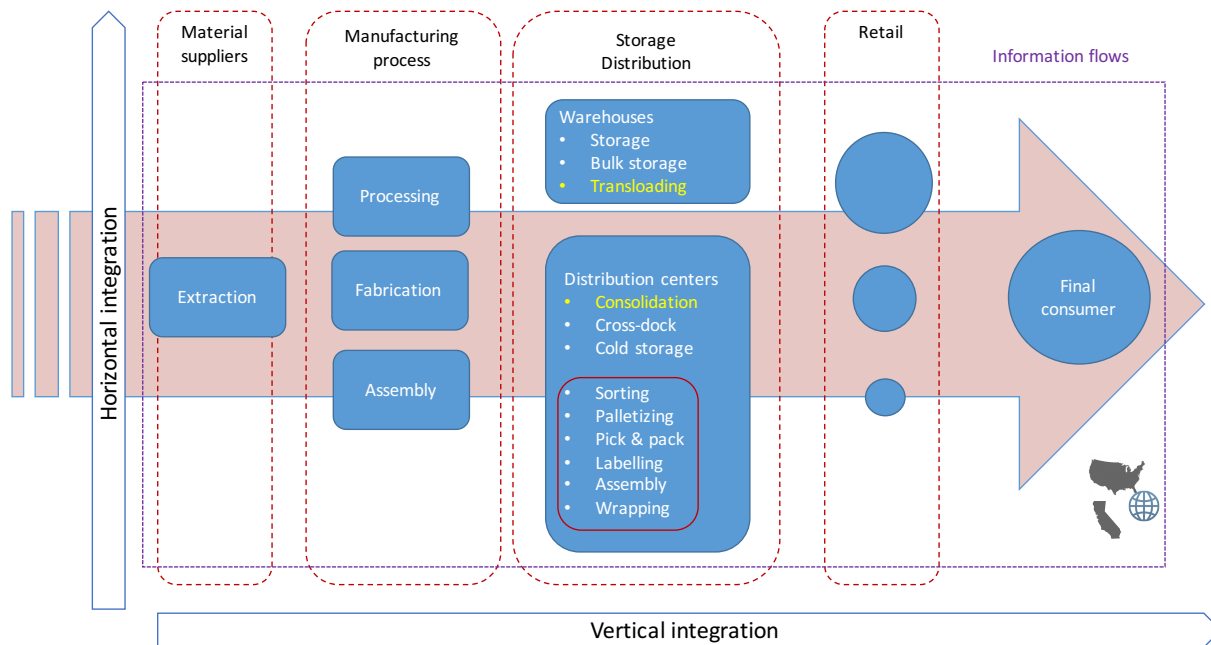 Material
suppliers
Manufacturing
process
Storage
Distribution
Retail
Information flows
Horizontal integration
Warehouses
• Storage
• Bulk storage
• Transloading
Processing
Extraction
Fabrication
Assembly
Distribution centers
• Consolidation
• Cross-dock
• Cold storage
• Sorting
• Palletizing
• Pick & pack
• Labelling
• Assembly
• Wrapping
Final
consumer
Vertical integration